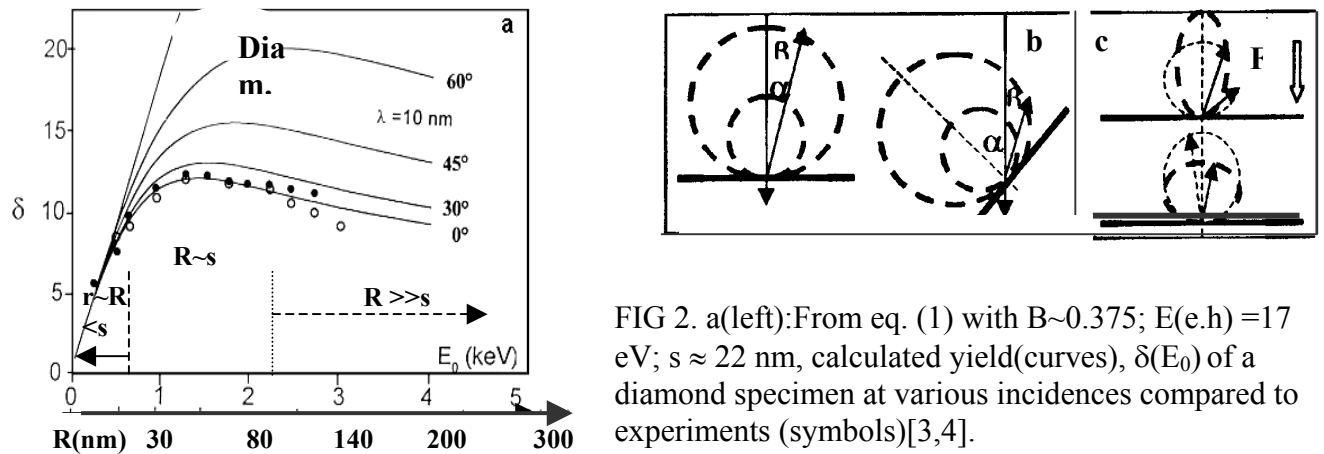 a
20
Dia
m.
60°
λ =10 nm
15
45°
δ
10
30°
0°
R~s
5
r~R
<s
R >>s
E0 (keV)
0
0 1 2 3 4 5
R(nm) 30 80 140 200 300
b
c
R
α
R
α
F
FIG 2. a(left):From eq. (1) with B~0.375; E(e.h) =17
eV; s ≈ 22 nm, calculated yield(curves), δ(E0) of a
diamond specimen at various incidences compared to
experiments (symbols)[3,4].